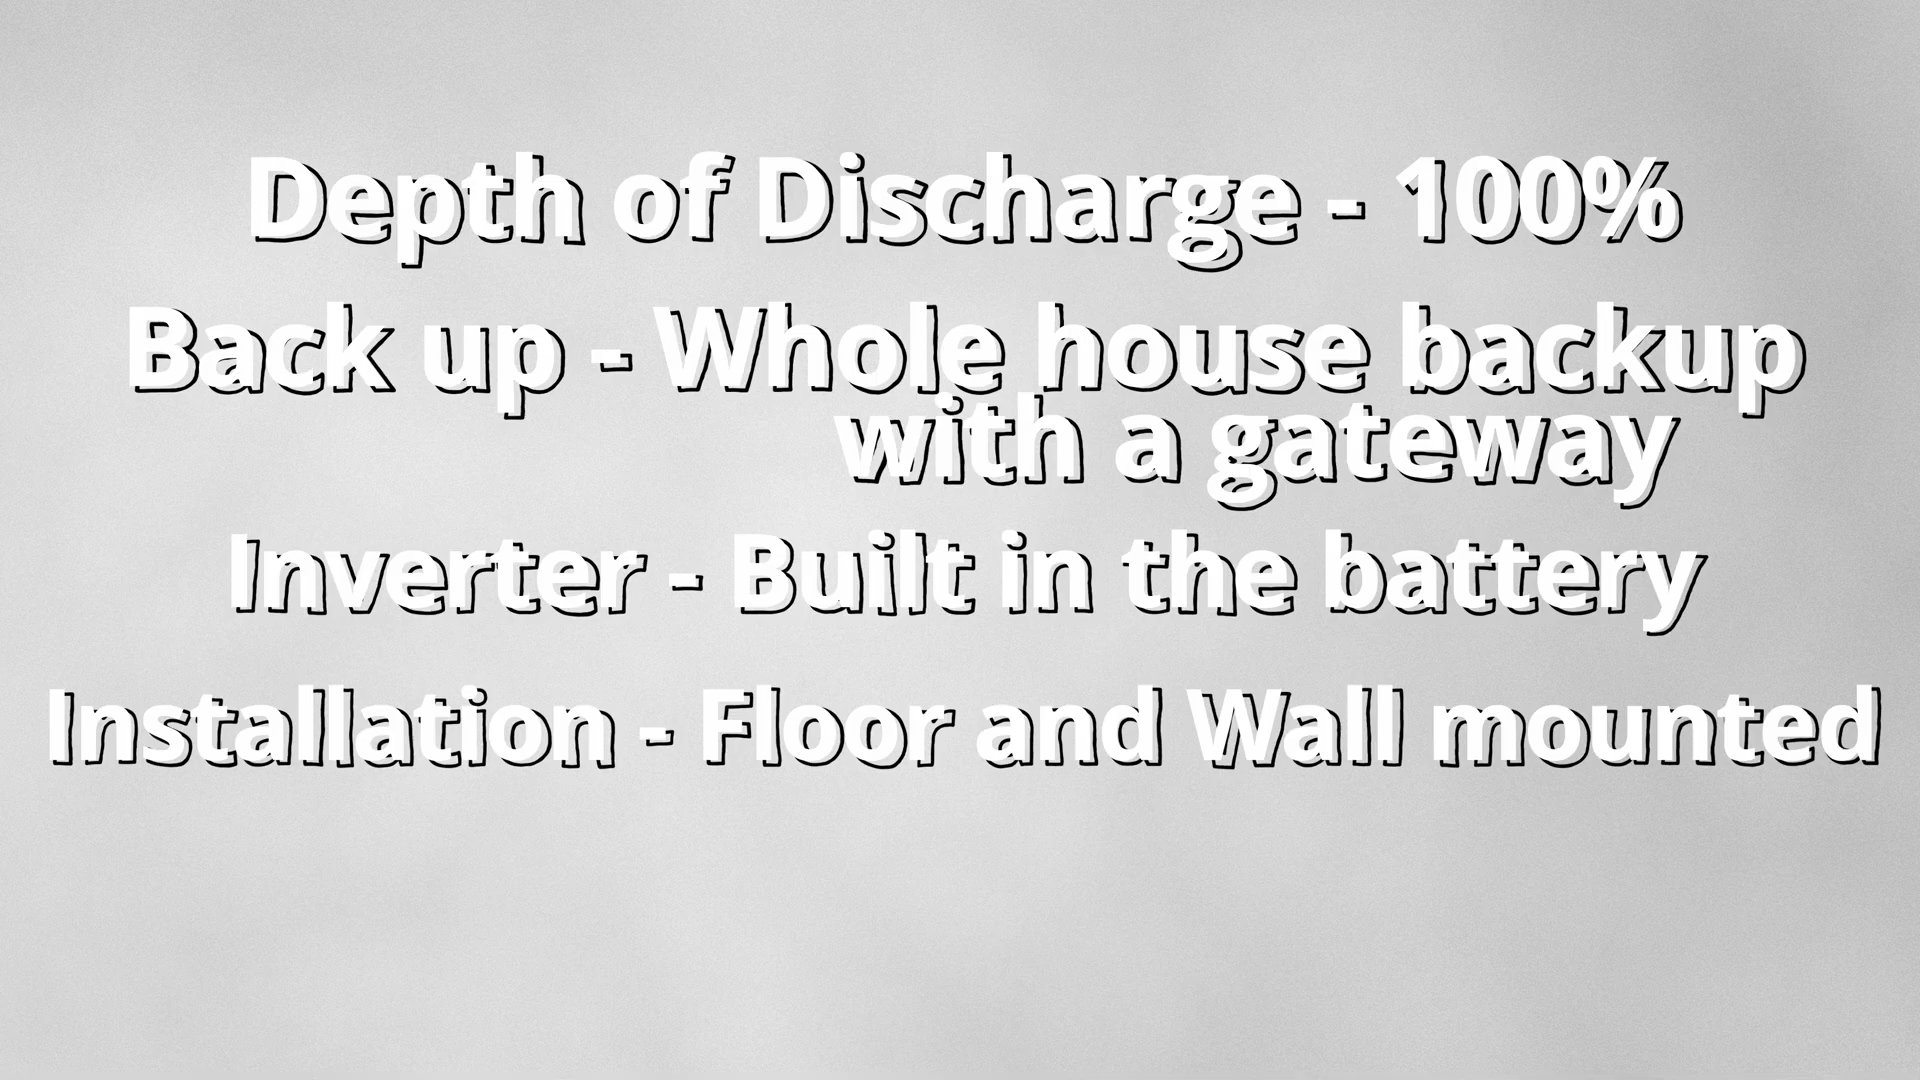 Depth of Discharge - 100%
Back up - Whole house backup
with a gateway
Inverter - Built in the battery
Installation - Floor and Wall mounted